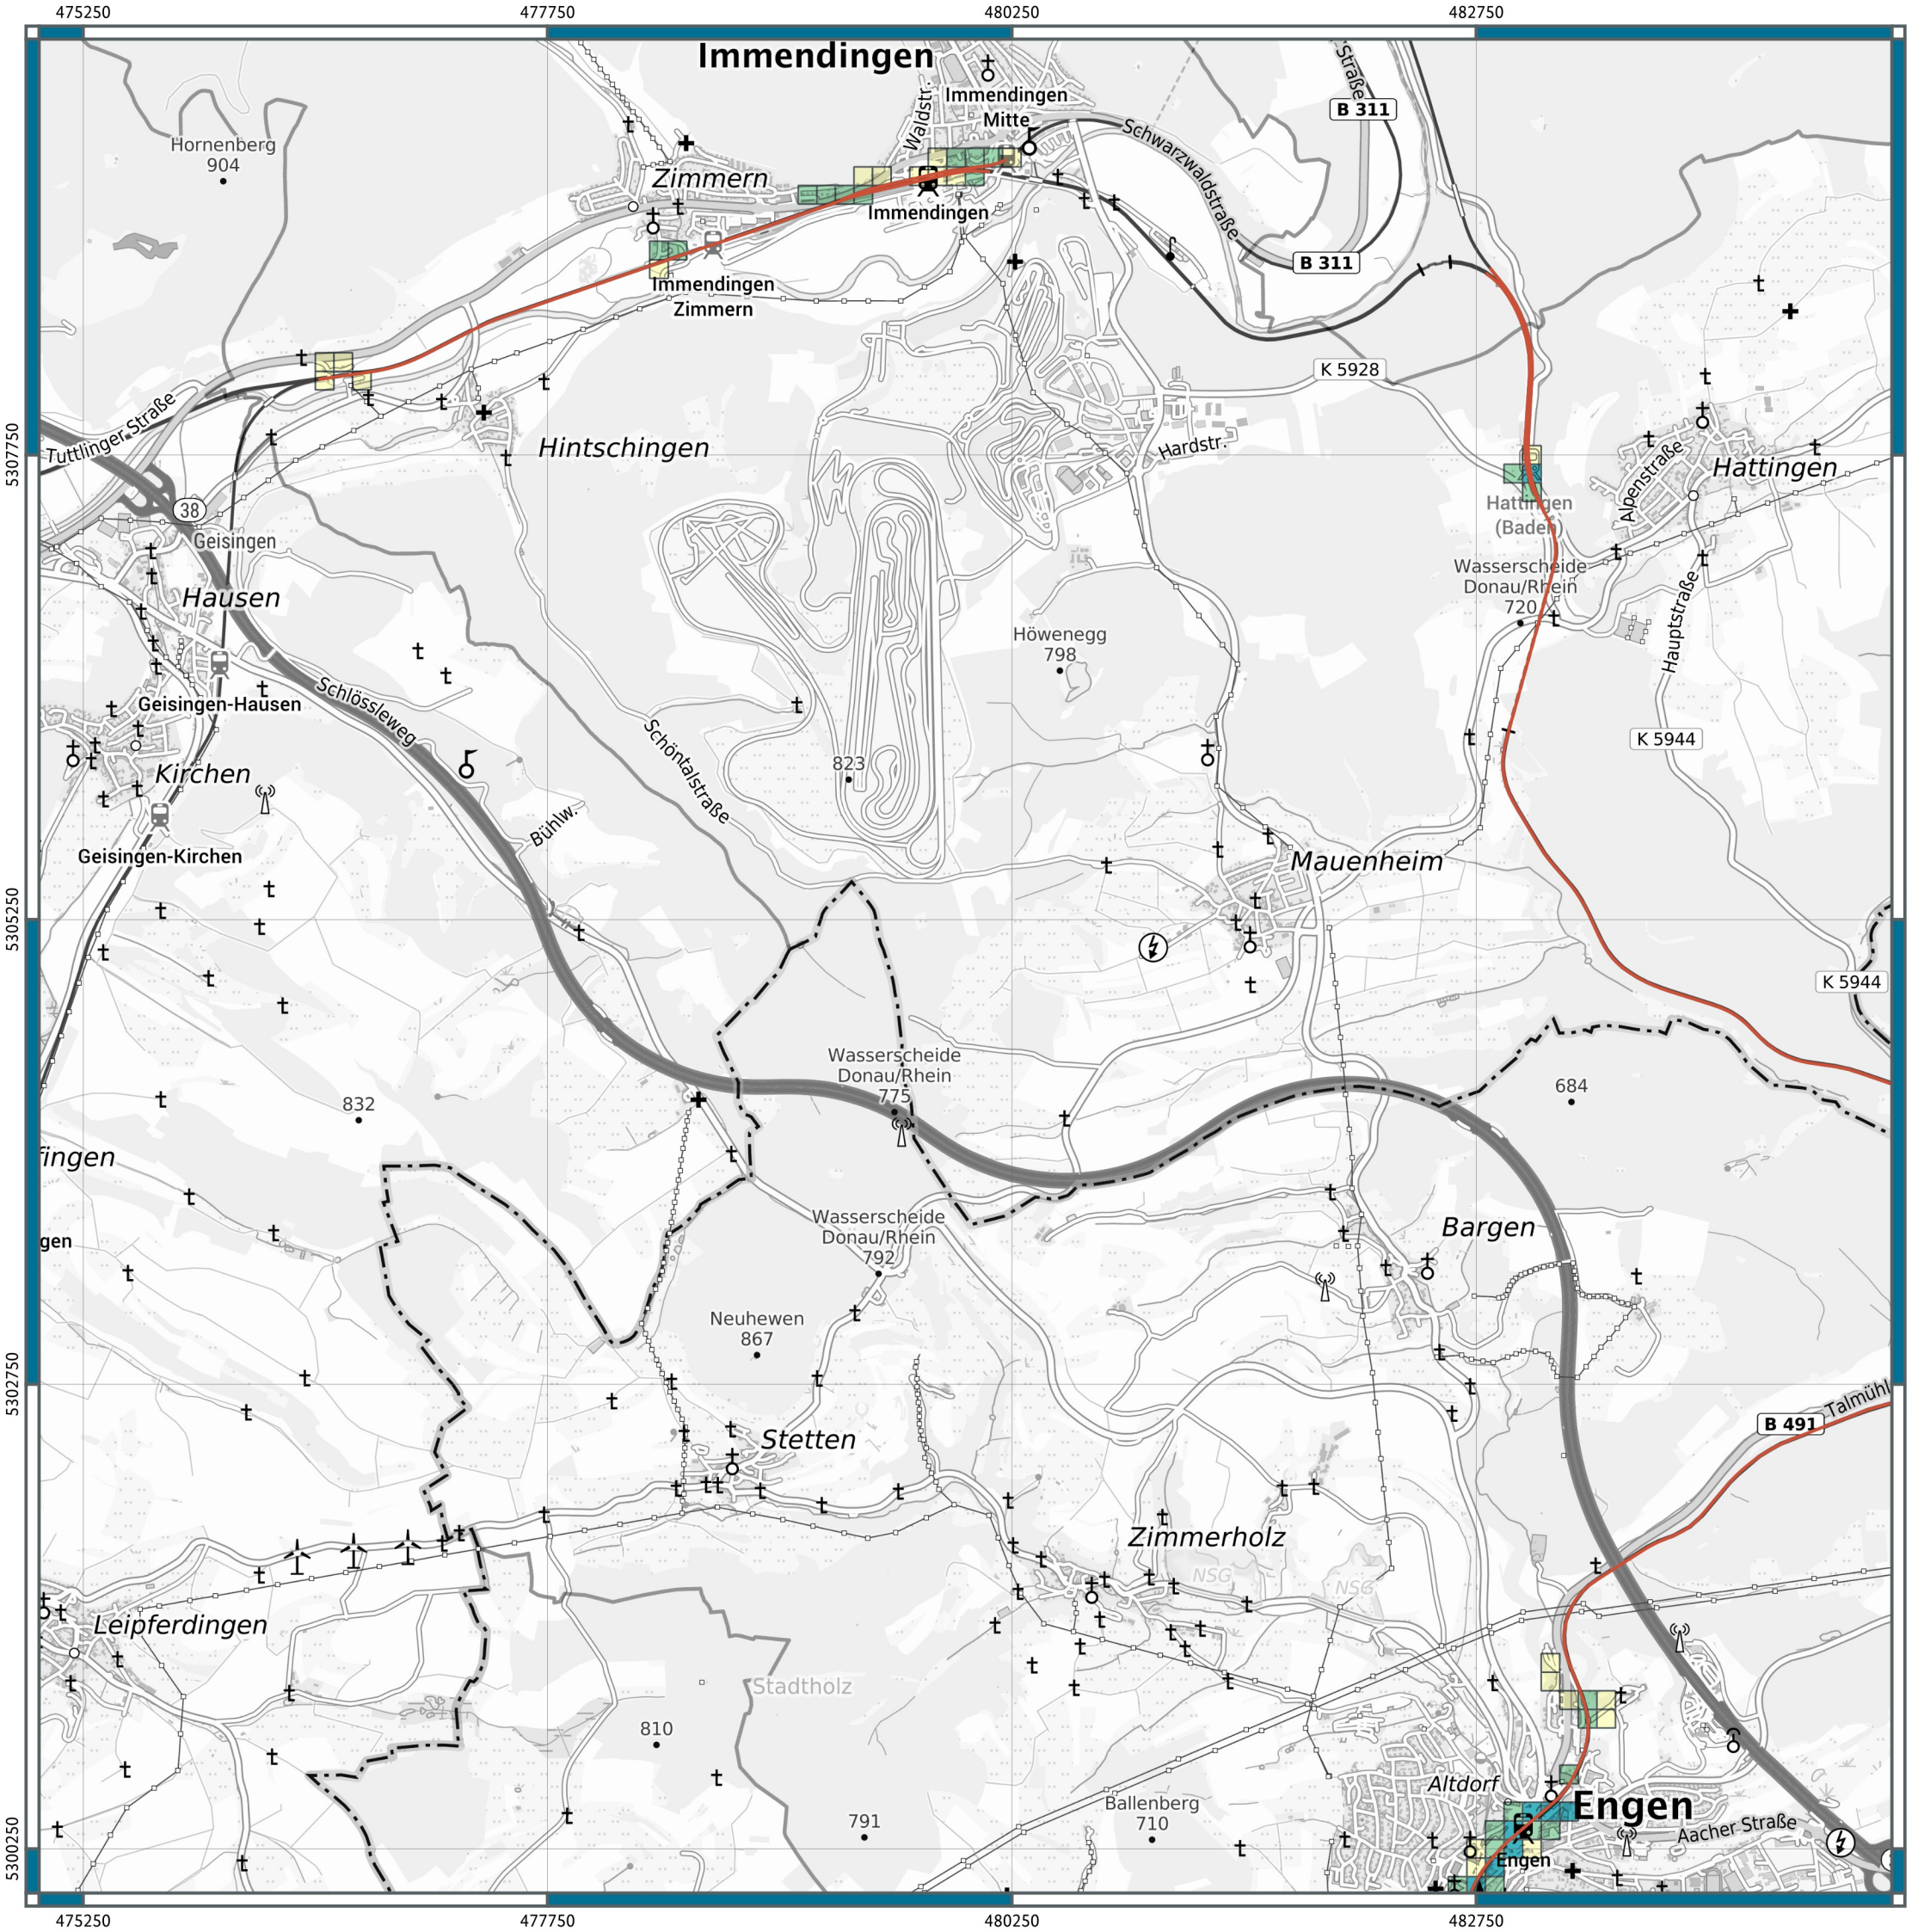 475250
477750
480250
482750
Immendingen
Straße
B 311
Immendingen
Mitte
Waldstr.
Schwarzwaldstraße
Hornenberg
904
Zimmern
Immendingen
B 311
Immendingen
Zimmern
K 5928
5307750
Tuttlinger Straße
Hintschingen
Hardstr.
Alpenstraße
Hattingen
38
Geisingen
Hattingen
(Baden)
Wasserscheide
Donau/Rhein
720
Hausen
Höwenegg
798
Hauptstraße
Schlössleweg
Geisingen-Hausen
Schöntalstraße
K 5944
823
Kirchen
Bühlw.
Geisingen-Kirchen
Mauenheim
5305250
K 5944
Wasserscheide
Donau/Rhein
775
684
832
fingen
Wasserscheide
Donau/Rhein
792
Bargen
gen
Neuhewen
867
5302750
Talmühl
B 491
Stetten
Zimmerholz
NSG
NSG
Leipferdingen
Stadtholz
810
Altdorf
Ballenberg
710
Engen
791
Aacher Straße
5300250
Engen
475250
477750
480250
482750
5307750
5305250
5302750
5300250